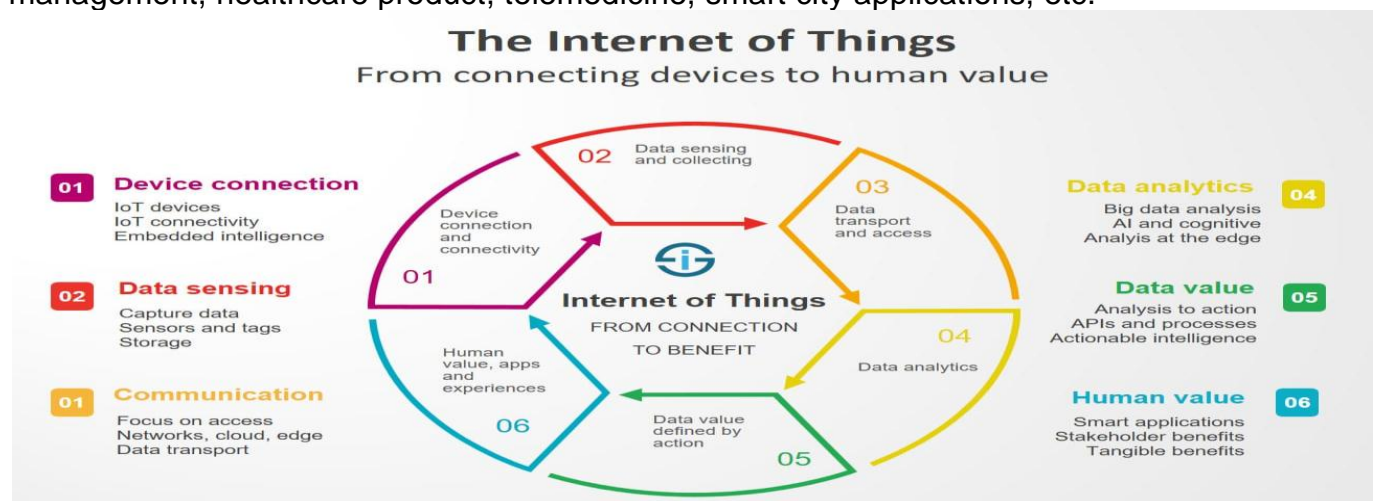 management, healthcare product, telemedicine, smart city applications, etc.
The Internet of Things
From connecting devices to human value
01 Device connection
IoT devices
IoT connectivity
Embedded intelligence
02 Data sensing
Capture data
Sensors and tags
Storage
01 Communication
Focus on access
Networks, cloud, edge
Data transport
Device
connection
and
connectivity
01
02 Data sensing
and collecting
03
Data
transport
and access
04
Data analytics
Data value
defined by
action
05
Human
value, apps
and
experiences
06
Internet of Things
FROM CONNECTION
TO BENEFIT
Data analytics 04
Big data analysis
AI and cognitive
Analyis at the edge
Data value 05
Analysis to action
APIs and processes
Actionable intelligence
Human value 06
Smart applications
Stakeholder benefits
Tangible benefits